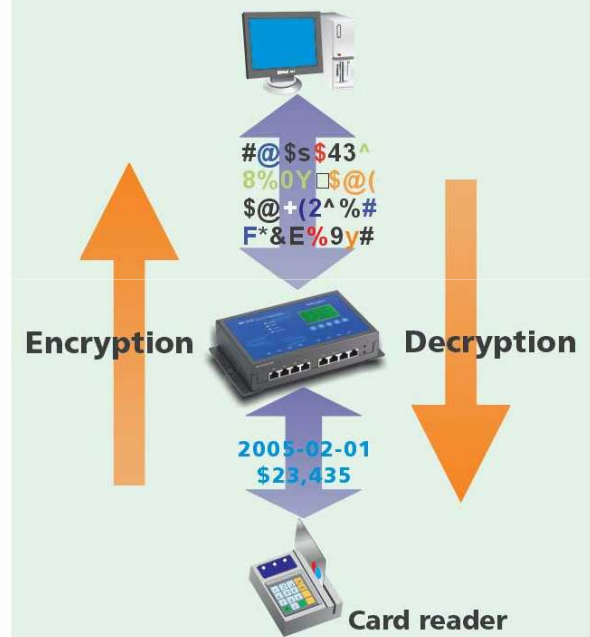 #@$s$43^
8%0Y□$@(
$@+(2^%#
F*&E%9y#
Encryption
Decryption
2005-02-01
$23,435
Card reader